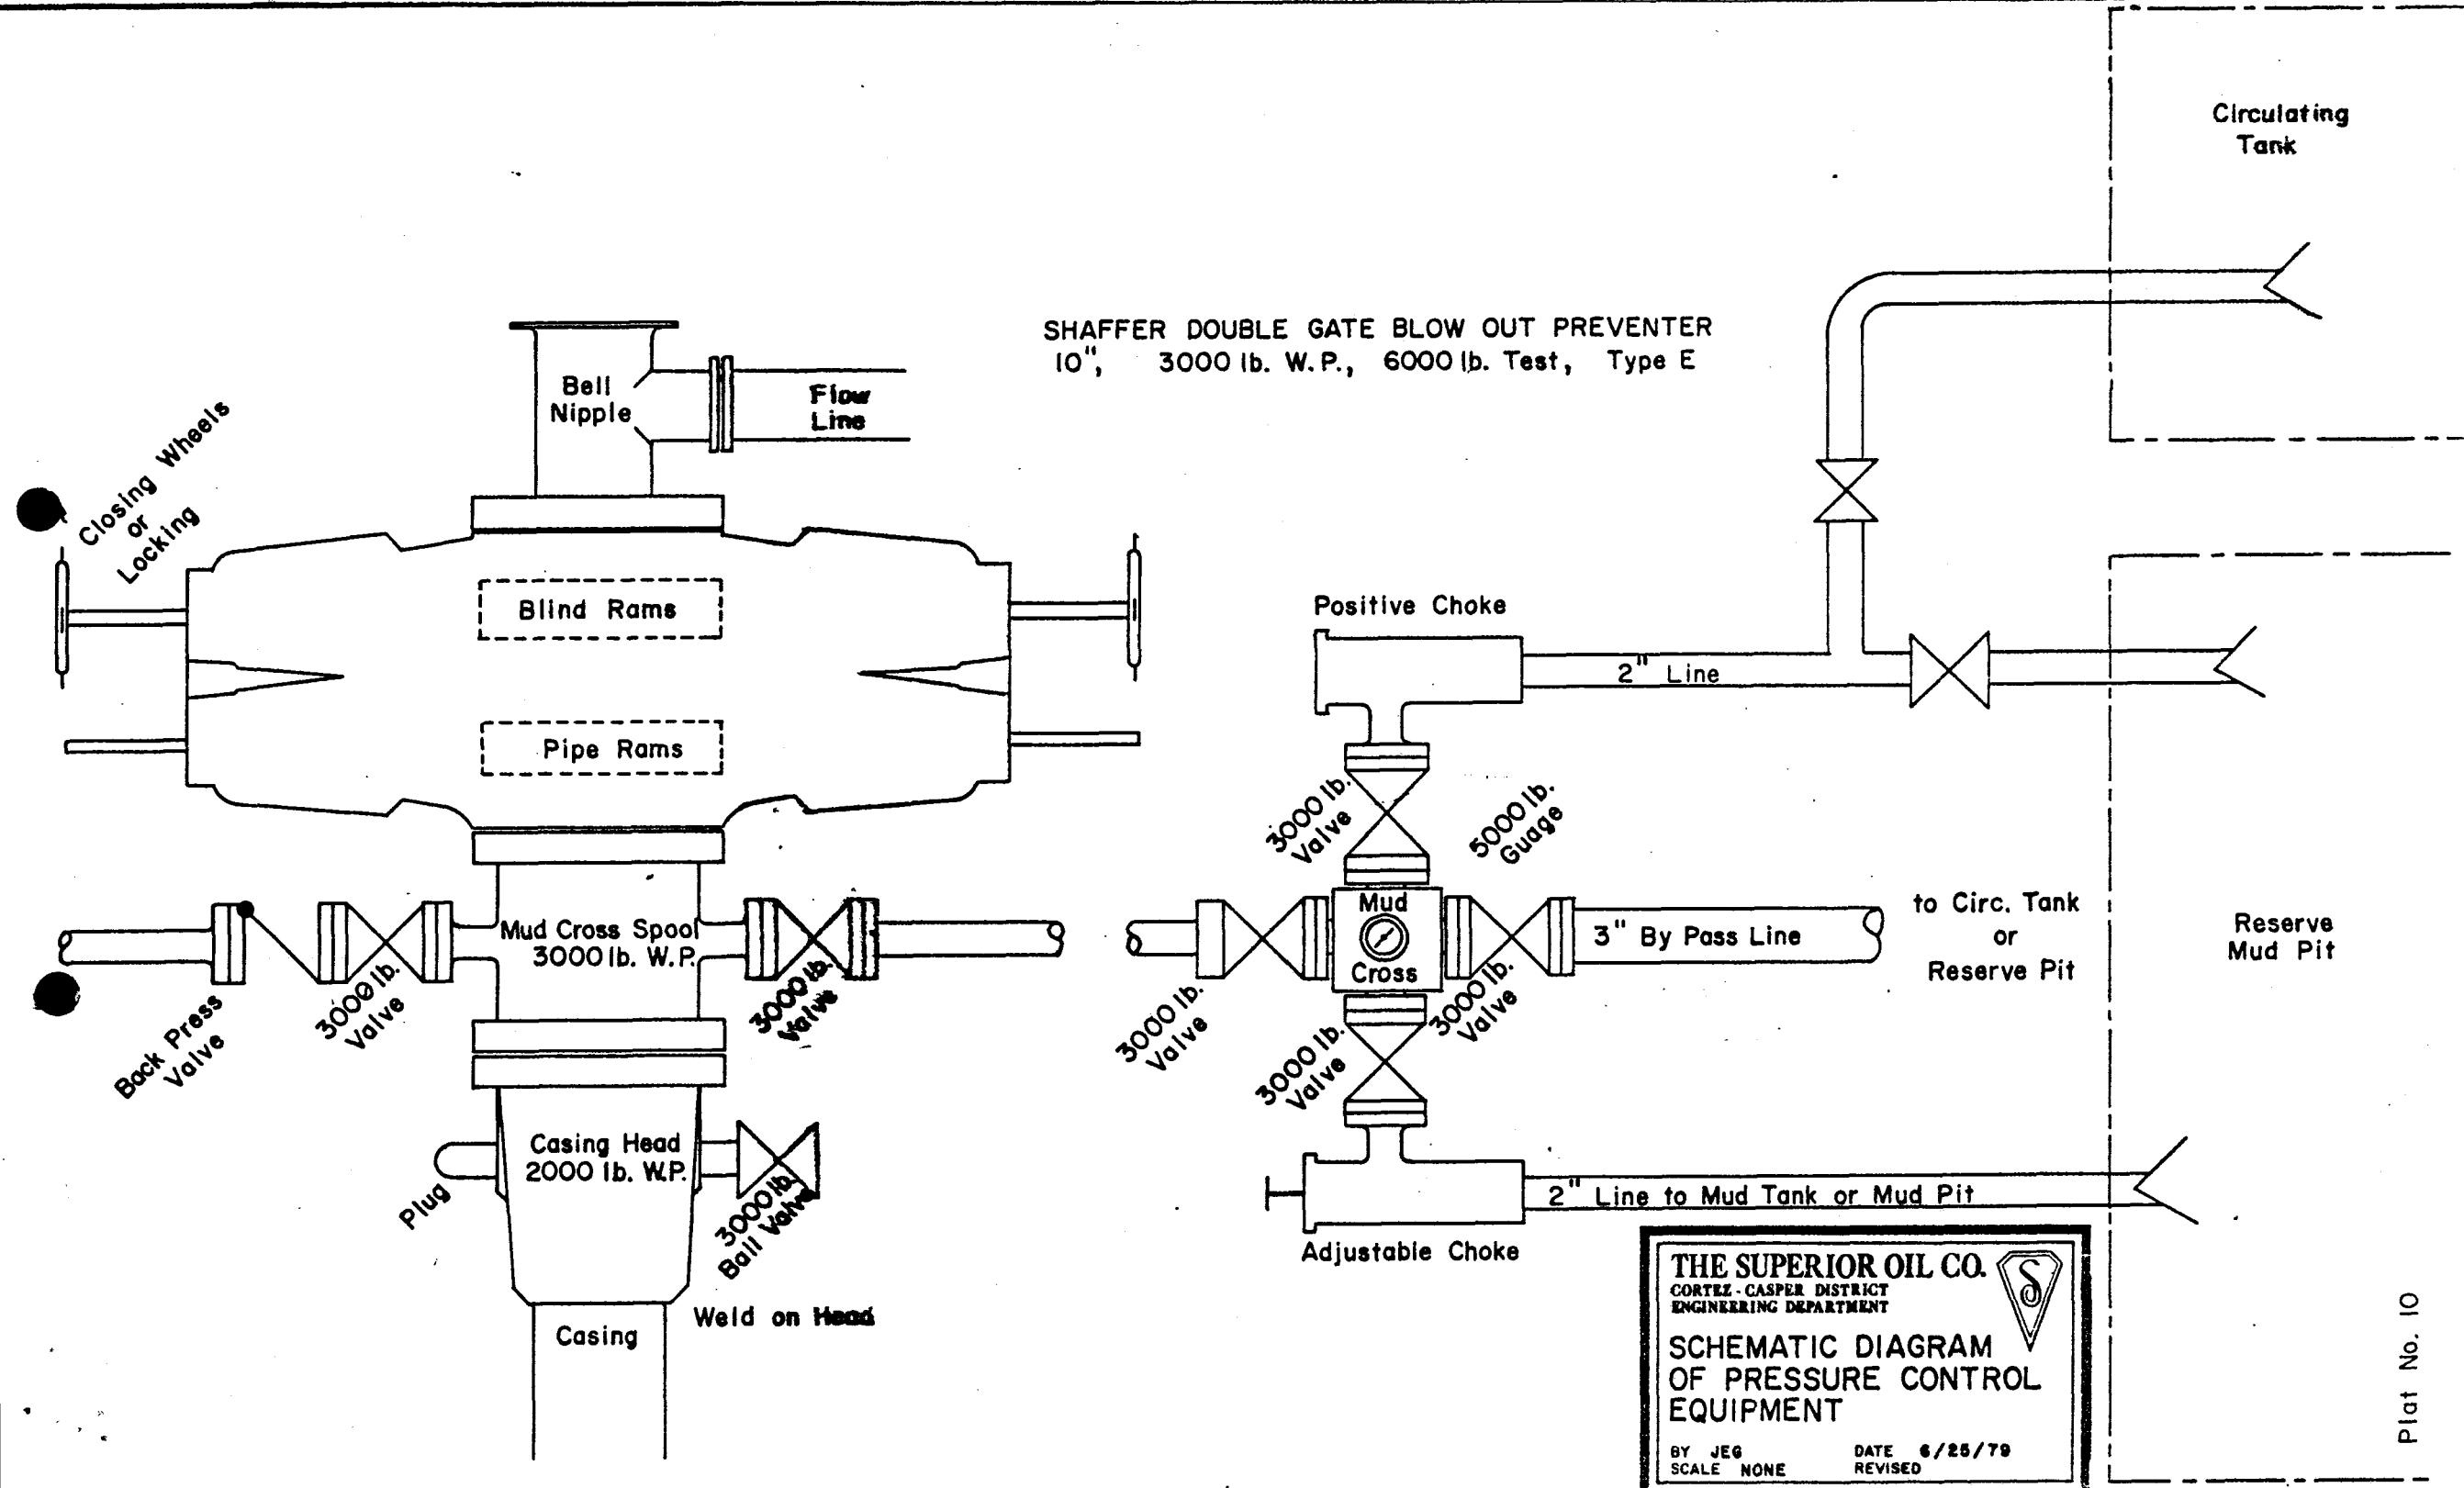 Circulating
Tank
SHAFFER DOUBLE GATE BLOW OUT PREVENTER
10", 3000 lb. W.P., 6000 lb. Test, Type E
Bell
Nipple
Flow
Line
Closing Wheels
or
Locking
Blind Rams
Pipe Rams
Positive Choke
2" Line
3000 lb.
Valve
5000 lb.
Guage
Mud Cross Spool
3000 lb. W.P.
Back Press
Valve
3000 lb.
Valve
3000 lb.
Valve
Mud
Cross
3000 lb.
Valve
3000 lb.
Valve
3000 lb.
Valve
3" By Pass Line
to Circ. Tank
or
Reserve Pit
Reserve
Mud Pit
Casing Head
2000 lb. W.P.
Plug
3000 lb.
Ball Valve
2" Line to Mud Tank or Mud Pit
Adjustable Choke
Weld on Head
Casing
THE SUPERIOR OIL CO.
CORTEZ - CASPER DISTRICT
ENGINEERING DEPARTMENT
S
SCHEMATIC DIAGRAM
OF PRESSURE CONTROL
EQUIPMENT
BY JEG DATE 6/25/79
SCALE NONE REVISED
Plat No. 10